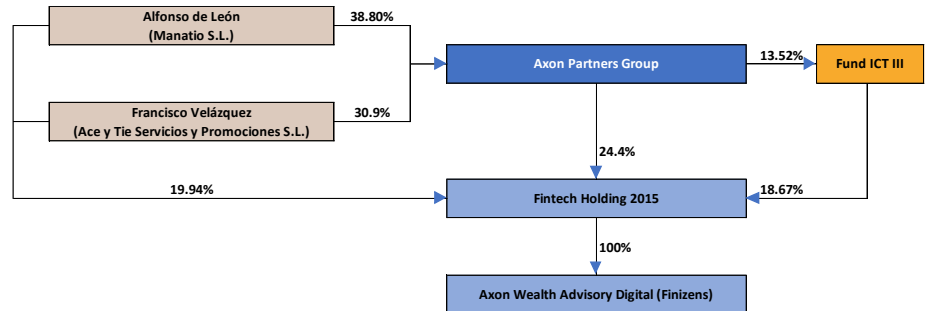 Alfonso de León
(Manatio S.L.)
38.80%
Axon Partners Group
13.52%
Fund ICT III
Francisco Velázquez
(Ace y Tie Servicios y Promociones S.L.)
30.9%
24.4%
19.94%
Fintech Holding 2015
18.67%
100%
Axon Wealth Advisory Digital (Finizens)